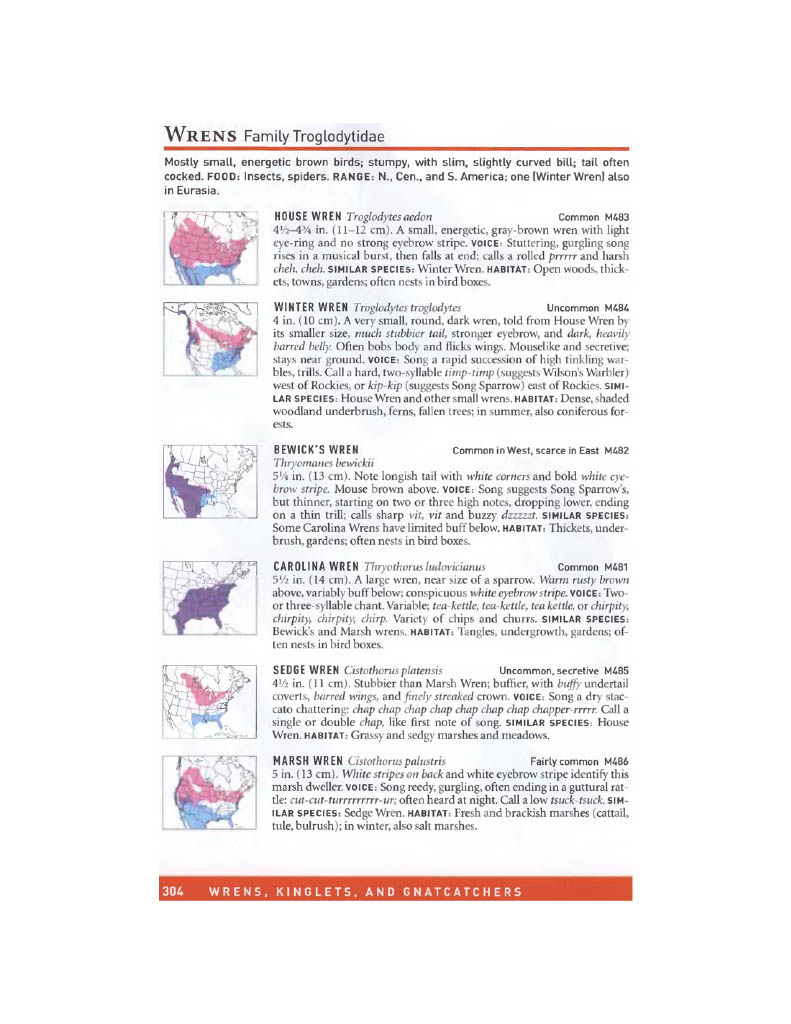 WRENS Family Troglodytidae
Mostly small, energetic brown birds; stumpy, with slim, slightly curved bill; tail often
cocked. FOOD: Insects, spiders. RANGE: N., Cen., and S. America; one (Winter Wren) also
in Eurasia.
HOUSE WREN Troglodytes aedon Common M483
4½–4¾ in. (11–12 cm). A small, energetic, gray-brown wren with light
eye-ring and no strong eyebrow stripe. VOICE: Stuttering, gurgling song
rises in a musical burst, then falls at end; calls a rolled prrrrr and harsh
cheh, cheh. SIMILAR SPECIES: Winter Wren. HABITAT: Open woods, thick-
ets, towns, gardens; often nests in bird boxes.
WINTER WREN Troglodytes troglodytes Uncommon M484
4 in. (10 cm). A very small, round, dark wren, told from House Wren by
its smaller size, much stubbier tail, stronger eyebrow, and dark, heavily
barred belly. Often bobs body and flicks wings. Mouselike and secretive;
stays near ground. VOICE: Song a rapid succession of high tinkling war-
bles, trills. Call a hard, two-syllable timp-timp (suggests Wilson's Warbler)
west of Rockies, or kip-kip (suggests Song Sparrow) east of Rockies. SIMI-
LAR SPECIES: House Wren and other small wrens. HABITAT: Dense, shaded
woodland underbrush, ferns, fallen trees; in summer, also coniferous for-
ests.
BEWICK'S WREN Common in West, scarce in East M482
Thryomanes bewickii
5¼ in. (13 cm). Note longish tail with white corners and bold white eye-
brow stripe. Mouse brown above. VOICE: Song suggests Song Sparrow's,
but thinner, starting on two or three high notes, dropping lower, ending
on a thin trill; calls sharp vit, vit and buzzy dzzzzzt. SIMILAR SPECIES:
Some Carolina Wrens have limited buff below. HABITAT: Thickets, under-
brush, gardens; often nests in bird boxes.
CAROLINA WREN Thryothorus ludovicianus Common M481
5½ in. (14 cm). A large wren, near size of a sparrow. Warm rusty brown
above, variably buff below; conspicuous white eyebrow stripe. VOICE: Two-
or three-syllable chant. Variable; tea-kettle, tea-kettle, tea kettle, or chirpity,
chirpity, chirpity, chirp. Variety of chips and churrs. SIMILAR SPECIES:
Bewick's and Marsh wrens. HABITAT: Tangles, undergrowth, gardens; of-
ten nests in bird boxes.
SEDGE WREN Cistothorus platensis Uncommon, secretive M485
4½ in. (11 cm). Stubbier than Marsh Wren; buffier, with buffy undertail
coverts, barred wings, and finely streaked crown. VOICE: Song a dry stac-
cato chattering: chap chap chap chap chap chap chap chapper-rrrrr. Call a
single or double chap, like first note of song. SIMILAR SPECIES: House
Wren. HABITAT: Grassy and sedgy marshes and meadows.
MARSH WREN Cistothorus palustris Fairly common M486
5 in. (13 cm). White stripes on back and white eyebrow stripe identify this
marsh dweller. VOICE: Song reedy, gurgling, often ending in a guttural rat-
tle: cut-cut-turrrrrrrrr-ur; often heard at night. Call a low tsuck-tsuck. SIM-
ILAR SPECIES: Sedge Wren. HABITAT: Fresh and brackish marshes (cattail,
tule, bulrush); in winter, also salt marshes.
304 WRENS, KINGLETS, AND GNATCATCHERS